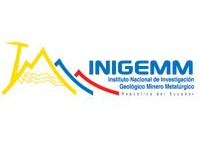 INIGEMM
Instituto Nacional de Investigación
Geológico Minero Metalúrgico
República del Ecuador